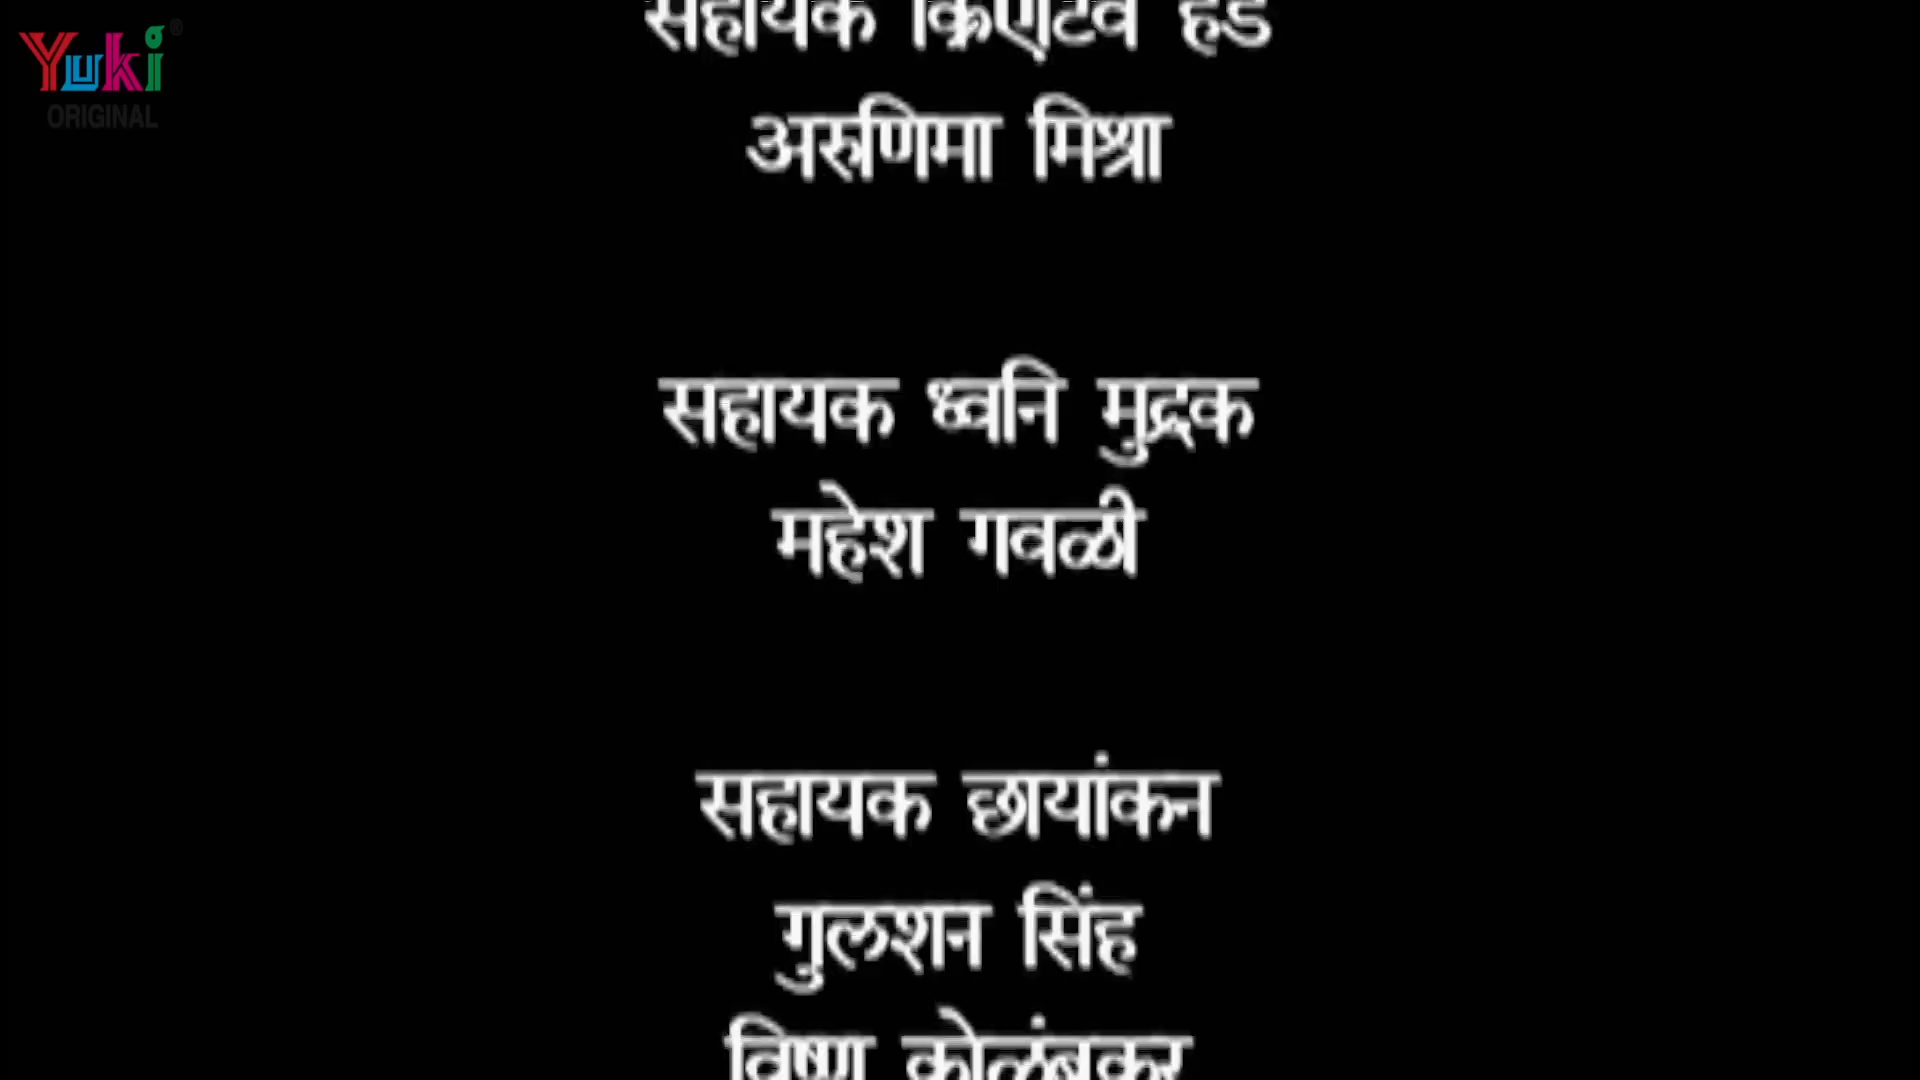 Yuki®
ORIGINAL
सहायक क्रिएटिव हेड
अरुणिमा मिश्रा
सहायक ध्वनि मुद्रक
महेश गवळी
सहायक छायांकन
गुलशन सिंह
विष्णु कोळंबकर